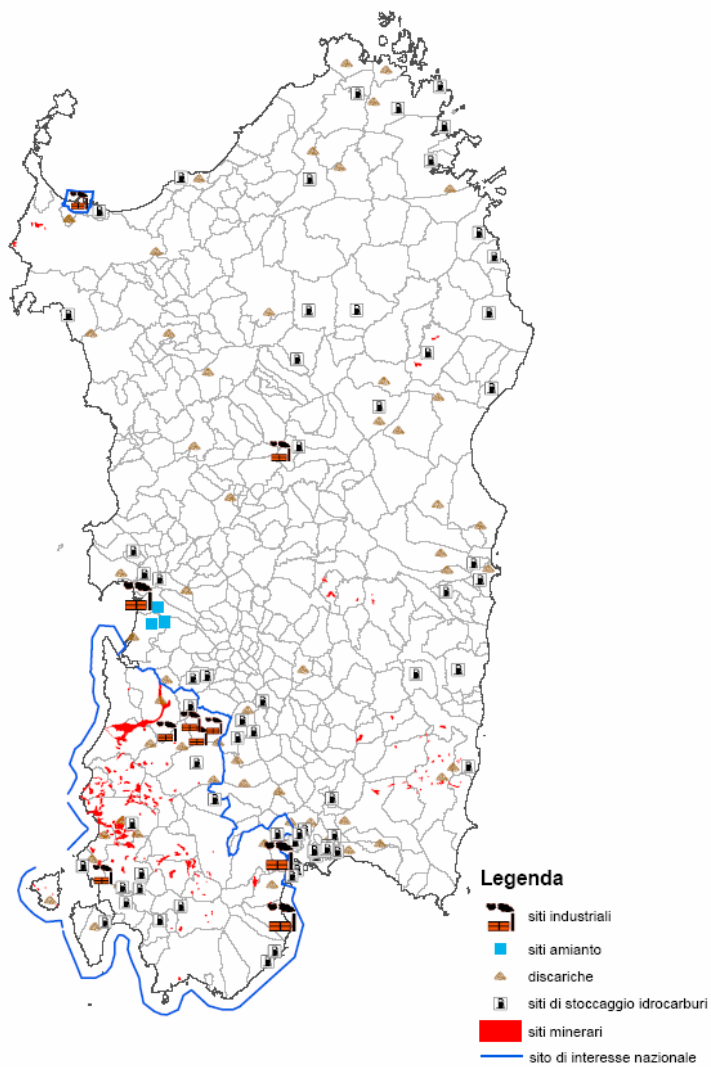 Legenda
siti industriali
siti amianto
discariche
siti di stoccaggio idrocarburi
siti minerari
sito di interesse nazionale